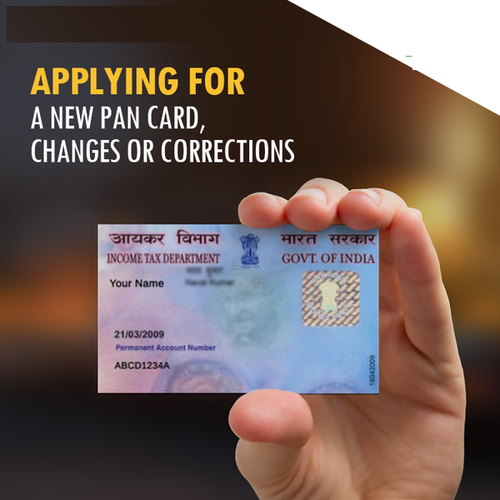 APPLYING FOR
A NEW PAN CARD,
CHANGES OR CORRECTIONS
आयकर विभाग
INCOME TAX DEPARTMENT
भारत सरकार
GOVT. OF INDIA
Your Name
21/03/2009
Permanent Account Number
ABCD1234A
16042009